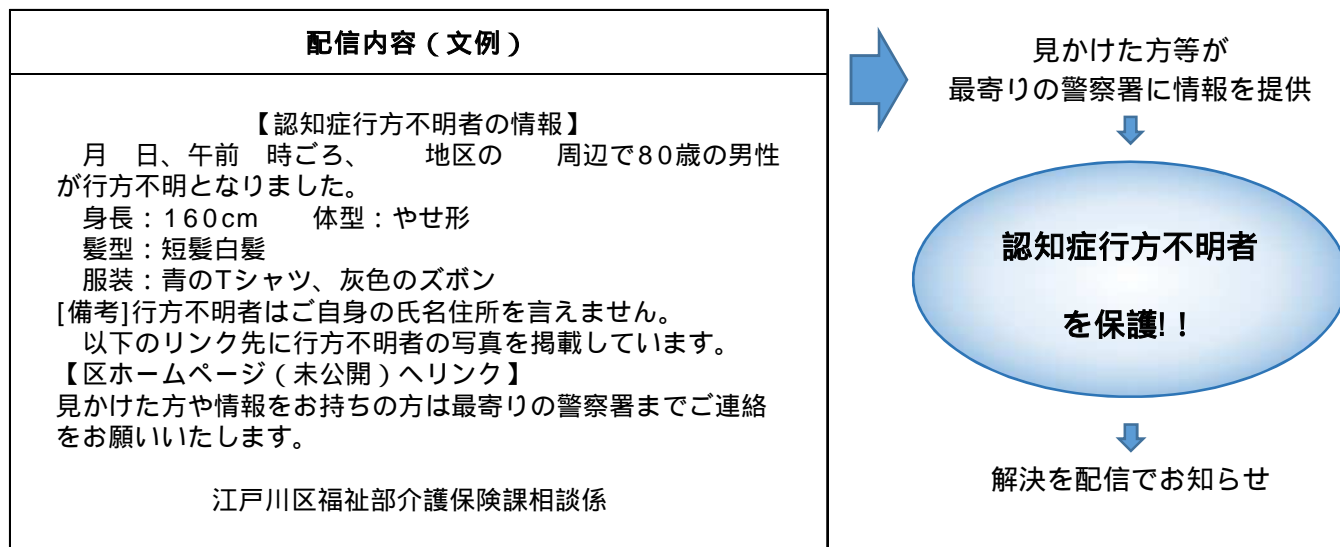 配信内容(文例)
【認知症行方不明者の情報】
月　日、午前　時ごろ、　　地区の　　周辺で80歳の男性
が行方不明となりました。
身長:160cm　　体型:やせ形
髪型:短髪白髪
服装:青のTシャツ、灰色のズボン
[備考]行方不明者はご自身の氏名住所を言えません。
以下のリンク先に行方不明者の写真を掲載しています。
【区ホームページ(未公開)へリンク】
見かけた方や情報をお持ちの方は最寄りの警察署までご連絡
をお願いいたします。
江戸川区福祉部介護保険課相談係
見かけた方等が
最寄りの警察署に情報を提供
認知症行方不明者
を保護!!
解決を配信でお知らせ